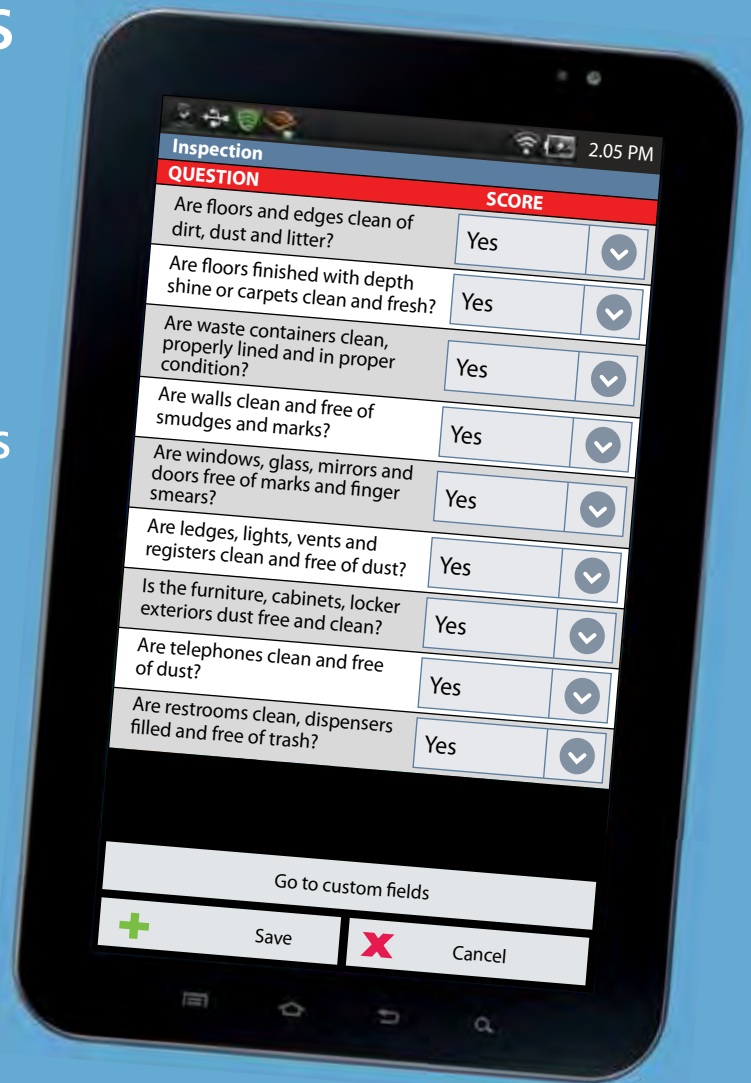 s
2.05 PM
Inspection
QUESTION SCORE
Are floors and edges clean of
dirt, dust and litter?
Yes
Are floors finished with depth
shine or carpets clean and fresh?
Yes
Are waste containers clean,
properly lined and in proper
condition?
Yes
Are walls clean and free of
smudges and marks?
Yes
s
Are windows, glass, mirrors and
doors free of marks and finger
smears?
Yes
Are ledges, lights, vents and
registers clean and free of dust?
Yes
Is the furniture, cabinets, locker
exteriors dust free and clean?
Yes
Are telephones clean and free
of dust?
Yes
Are restrooms clean, dispensers
filled and free of trash?
Yes
Go to custom fields
Save
Cancel